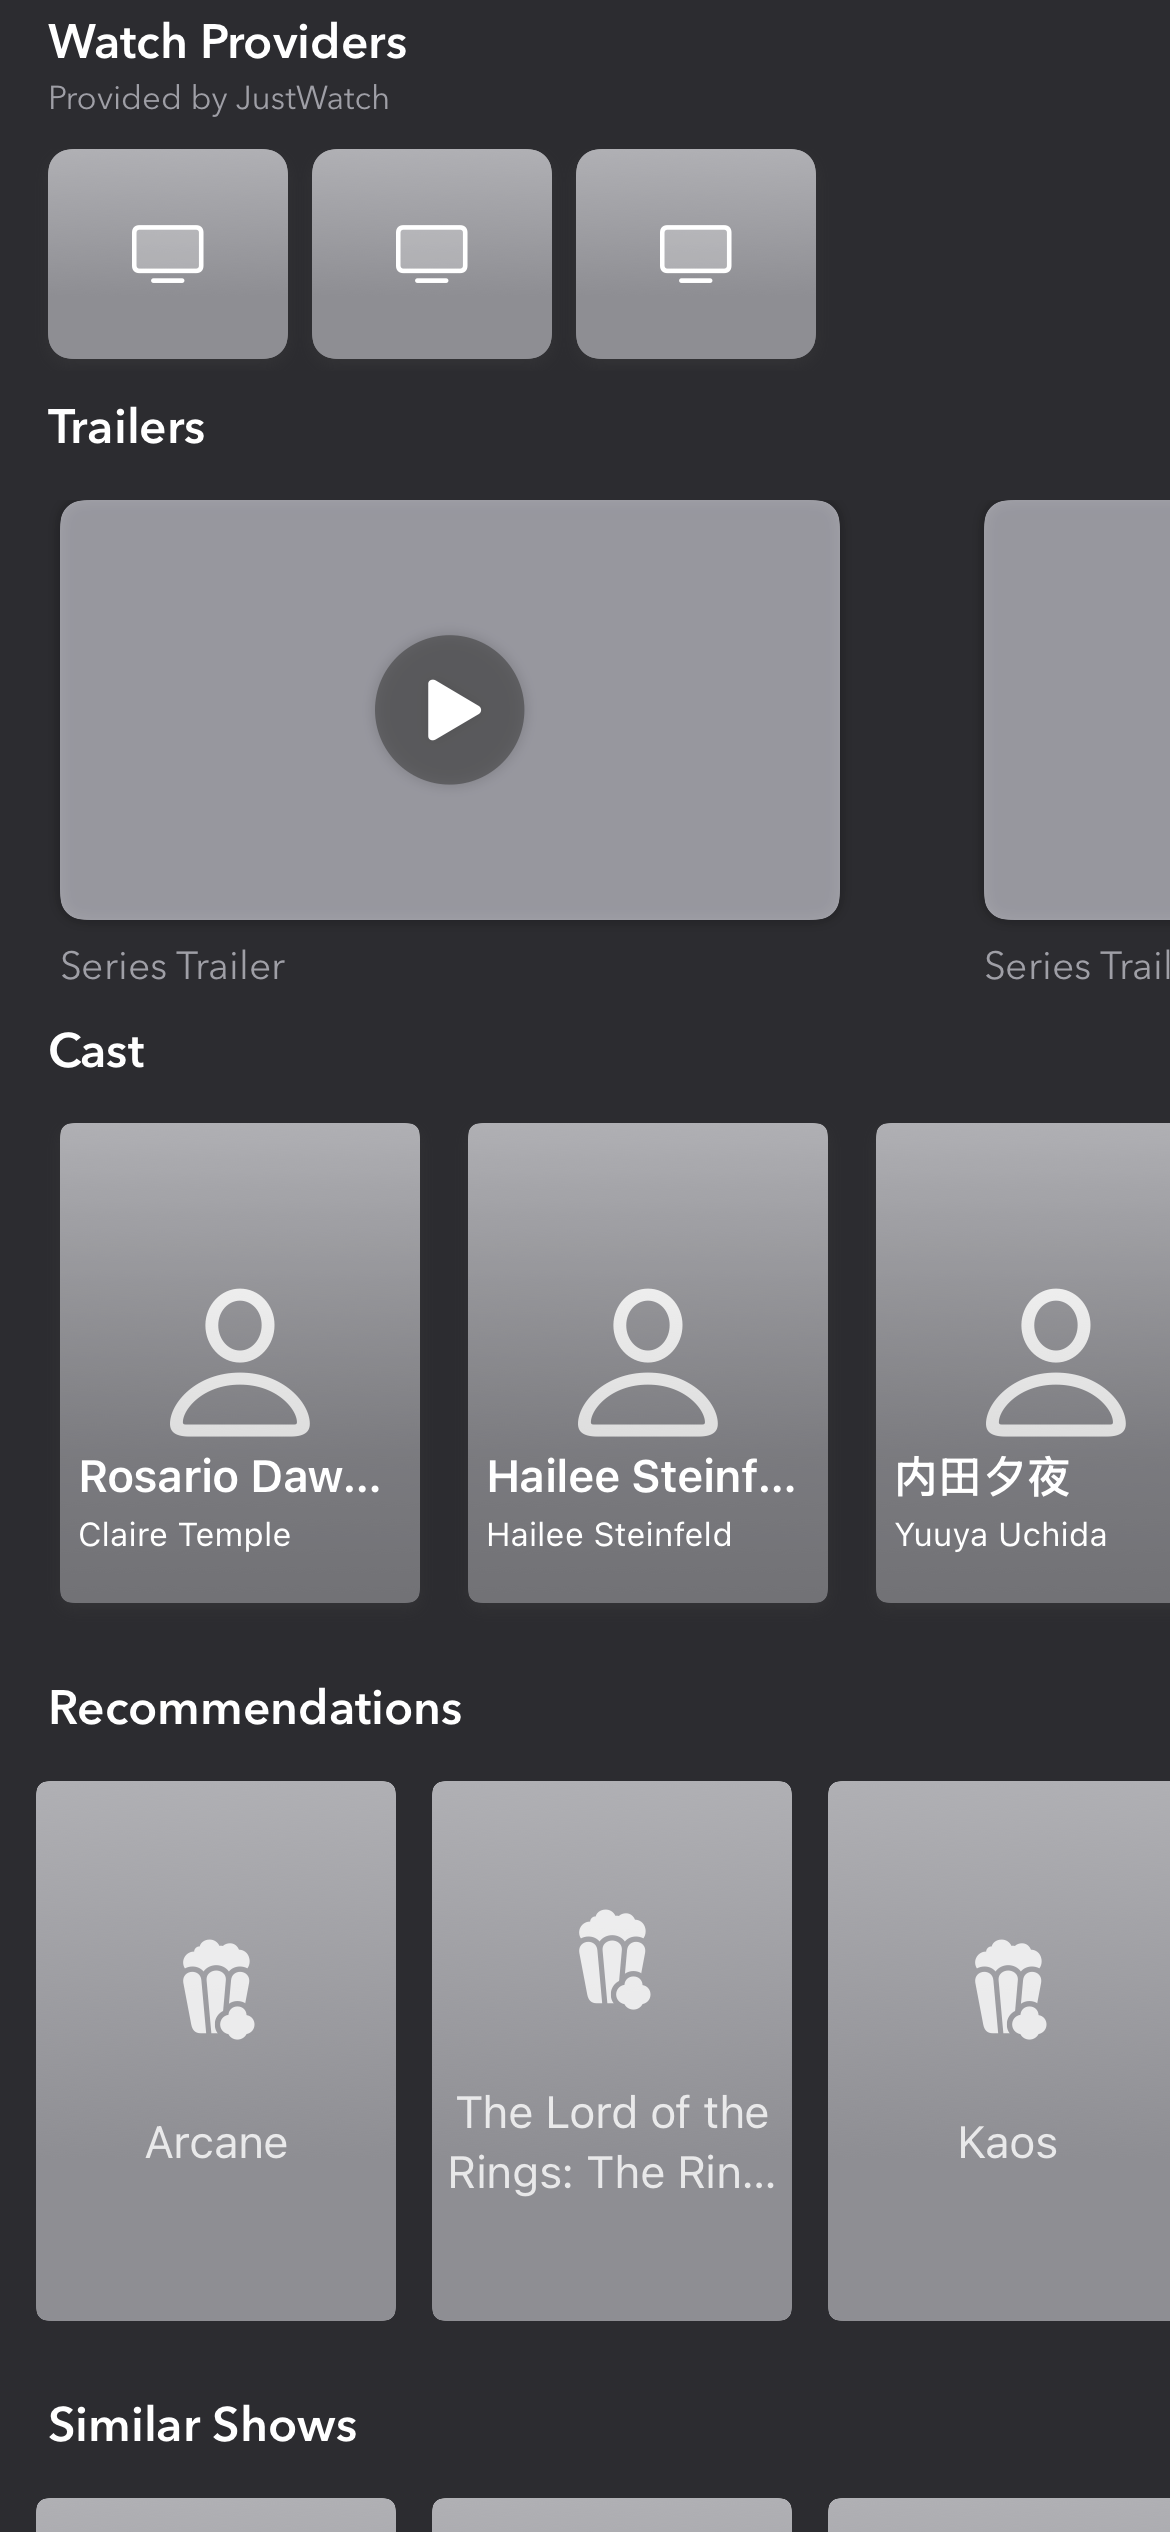 Watch Providers
Provided by JustWatch
Trailers
Series Trailer
Series Trail
Cast
Rosario Daw...
Claire Temple
Hailee Steinf...
Hailee Steinfeld
内田夕夜
Yuuya Uchida
Recommendations
Arcane
The Lord of the
Rings: The Rin...
Kaos
Similar Shows